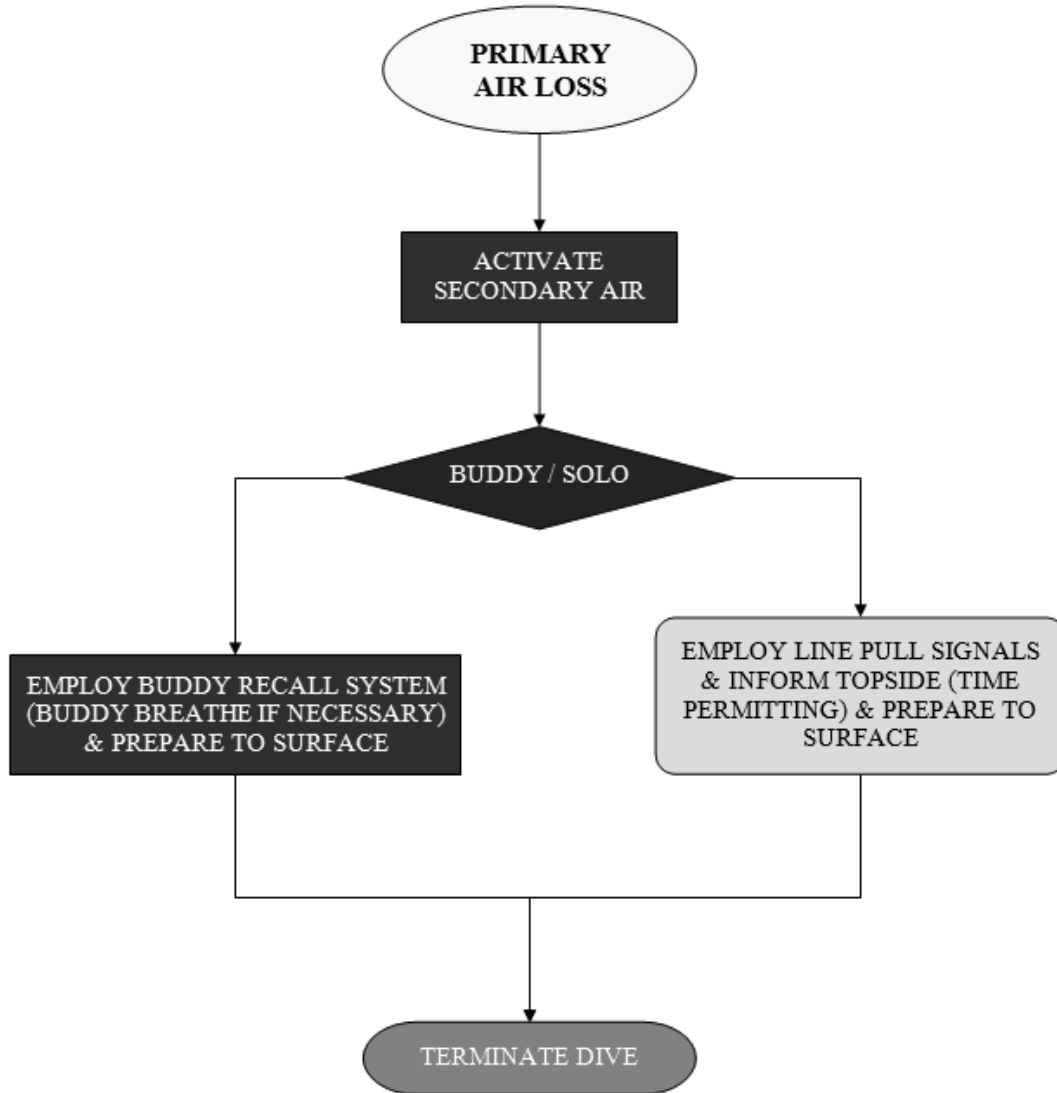 PRIMARY
AIR LOSS
ACTIVATE
SECONDARY AIR
BUDDY / SOLO
EMPLOY BUDDY RECALL SYSTEM
(BUDDY BREATHE IF NECESSARY)
& PREPARE TO SURFACE
EMPLOY LINE PULL SIGNALS
& INFORM TOPSIDE (TIME
PERMITTING) & PREPARE TO
SURFACE
TERMINATE DIVE